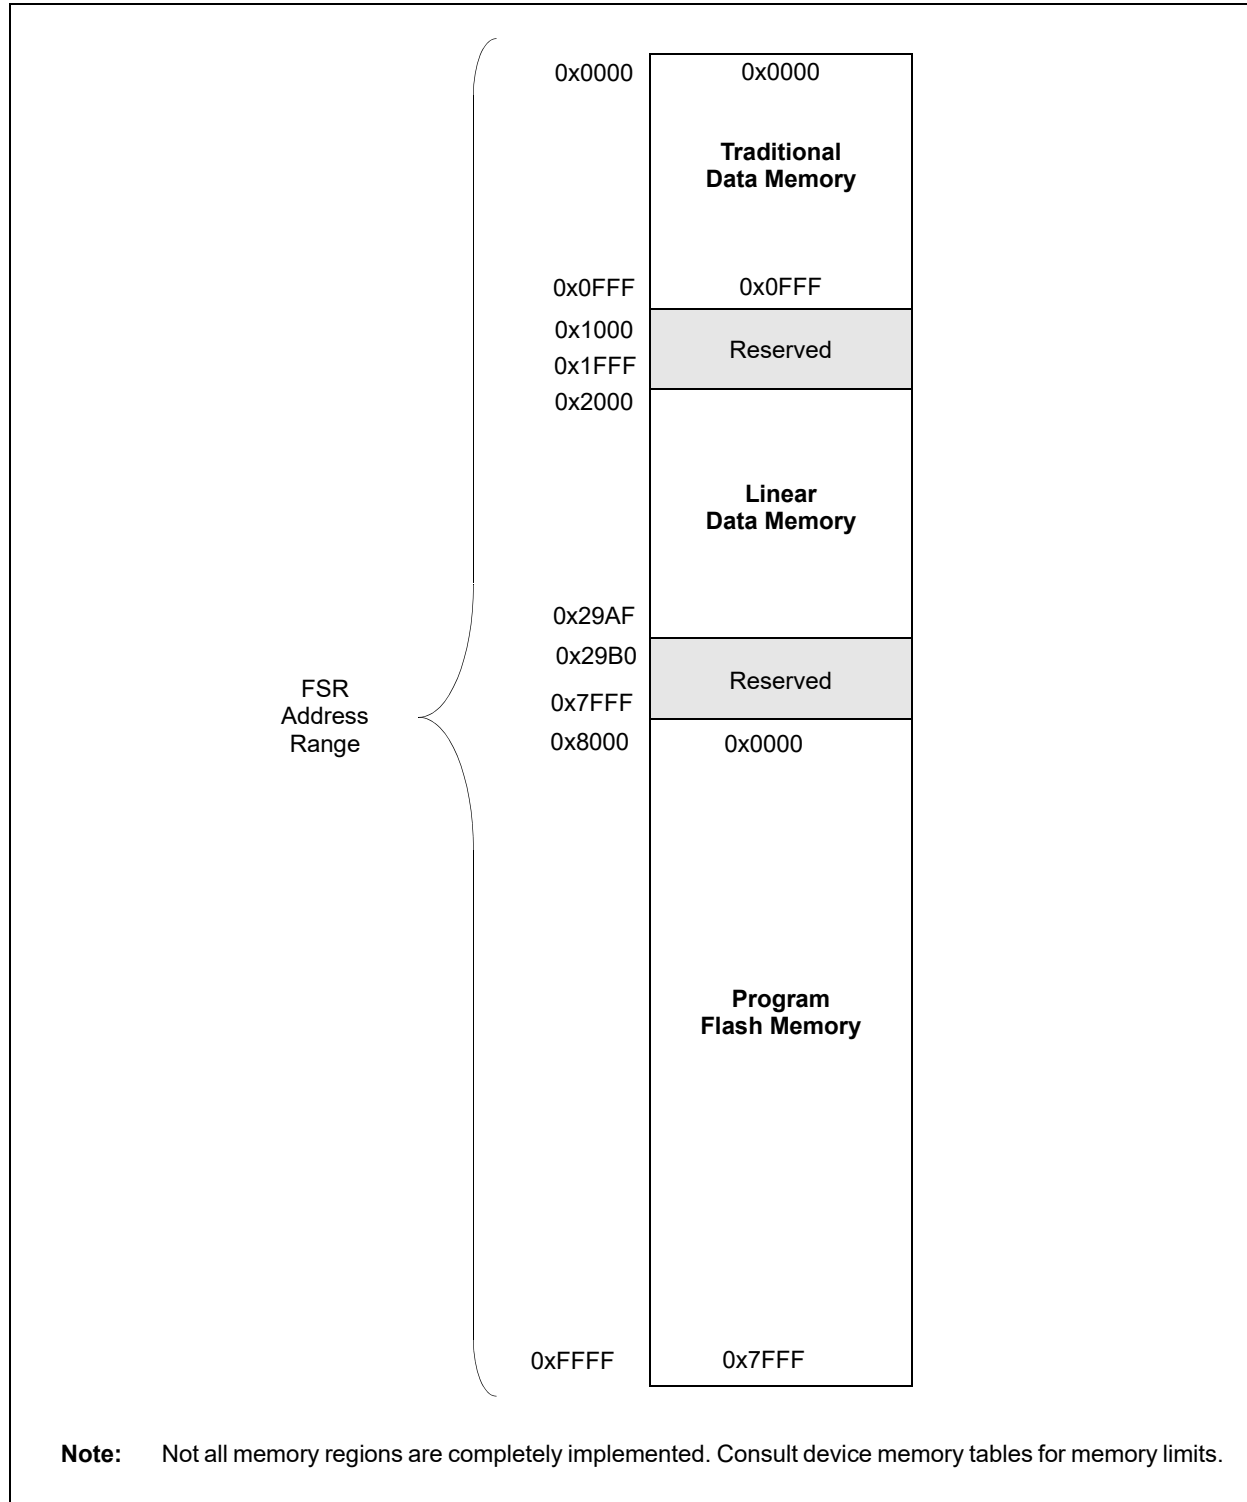 0x0000 0x0000
Traditional
Data Memory
0x0FFF 0x0FFF
0x1000
Reserved
0x1FFF
0x2000
Linear
Data Memory
0x29AF
0x29B0
Reserved
0x7FFF
FSR
Address
Range
0x8000 0x0000
Program
Flash Memory
0xFFFF 0x7FFF
Note: Not all memory regions are completely implemented. Consult device memory tables for memory limits.